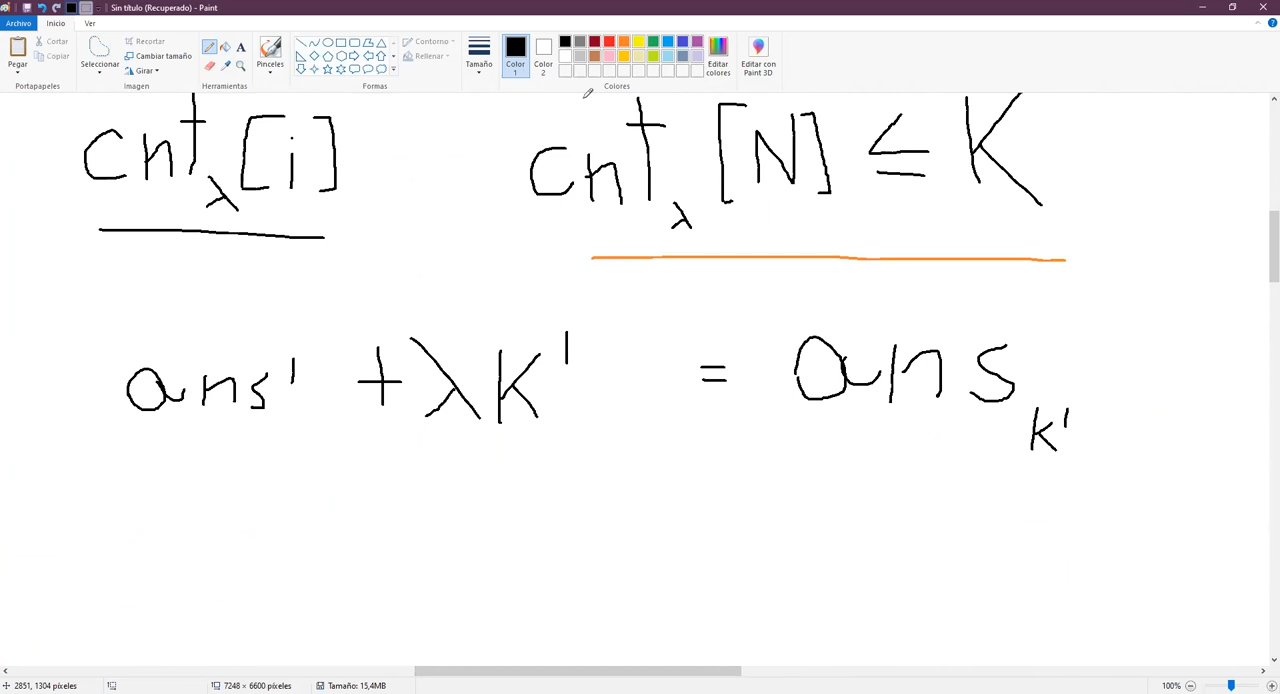 Sin título (Recuperado) - Paint
Archivo Inicio Ver
Pegar Cortar Copiar Seleccionar Recortar Cambiar tamaño Girar Pinceles Contorno Rellenar Tamaño Color 1 Color 2 Editar colores Editar con Paint 3D
Portapapeles Imagen Herramientas Formas Colores
cnt_λ[i] cnt_λ[N] ≤ K
ans' + λK' = ans_k'
2851, 1304 píxeles 7248 × 6600 píxeles Tamaño: 15,4MB 100%